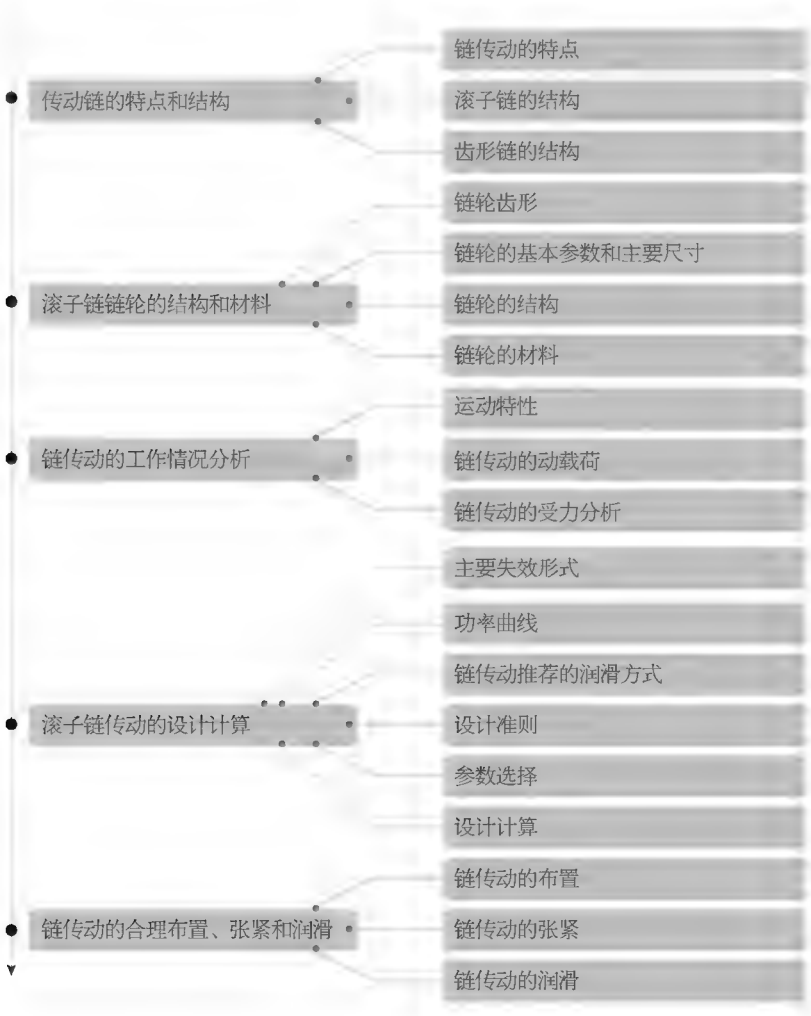 链传动的特点
传动链的特点和结构
滚子链的结构
齿形链的结构
链轮齿形
链轮的基本参数和主要尺寸
滚子链链轮的结构和材料
链轮的结构
链轮的材料
运动特性
链传动的工作情况分析
链传动的动载荷
链传动的受力分析
主要失效形式
功率曲线
链传动推荐的润滑方式
滚子链传动的设计计算
设计准则
参数选择
设计计算
链传动的布置
链传动的合理布置、张紧和润滑
链传动的张紧
链传动的润滑